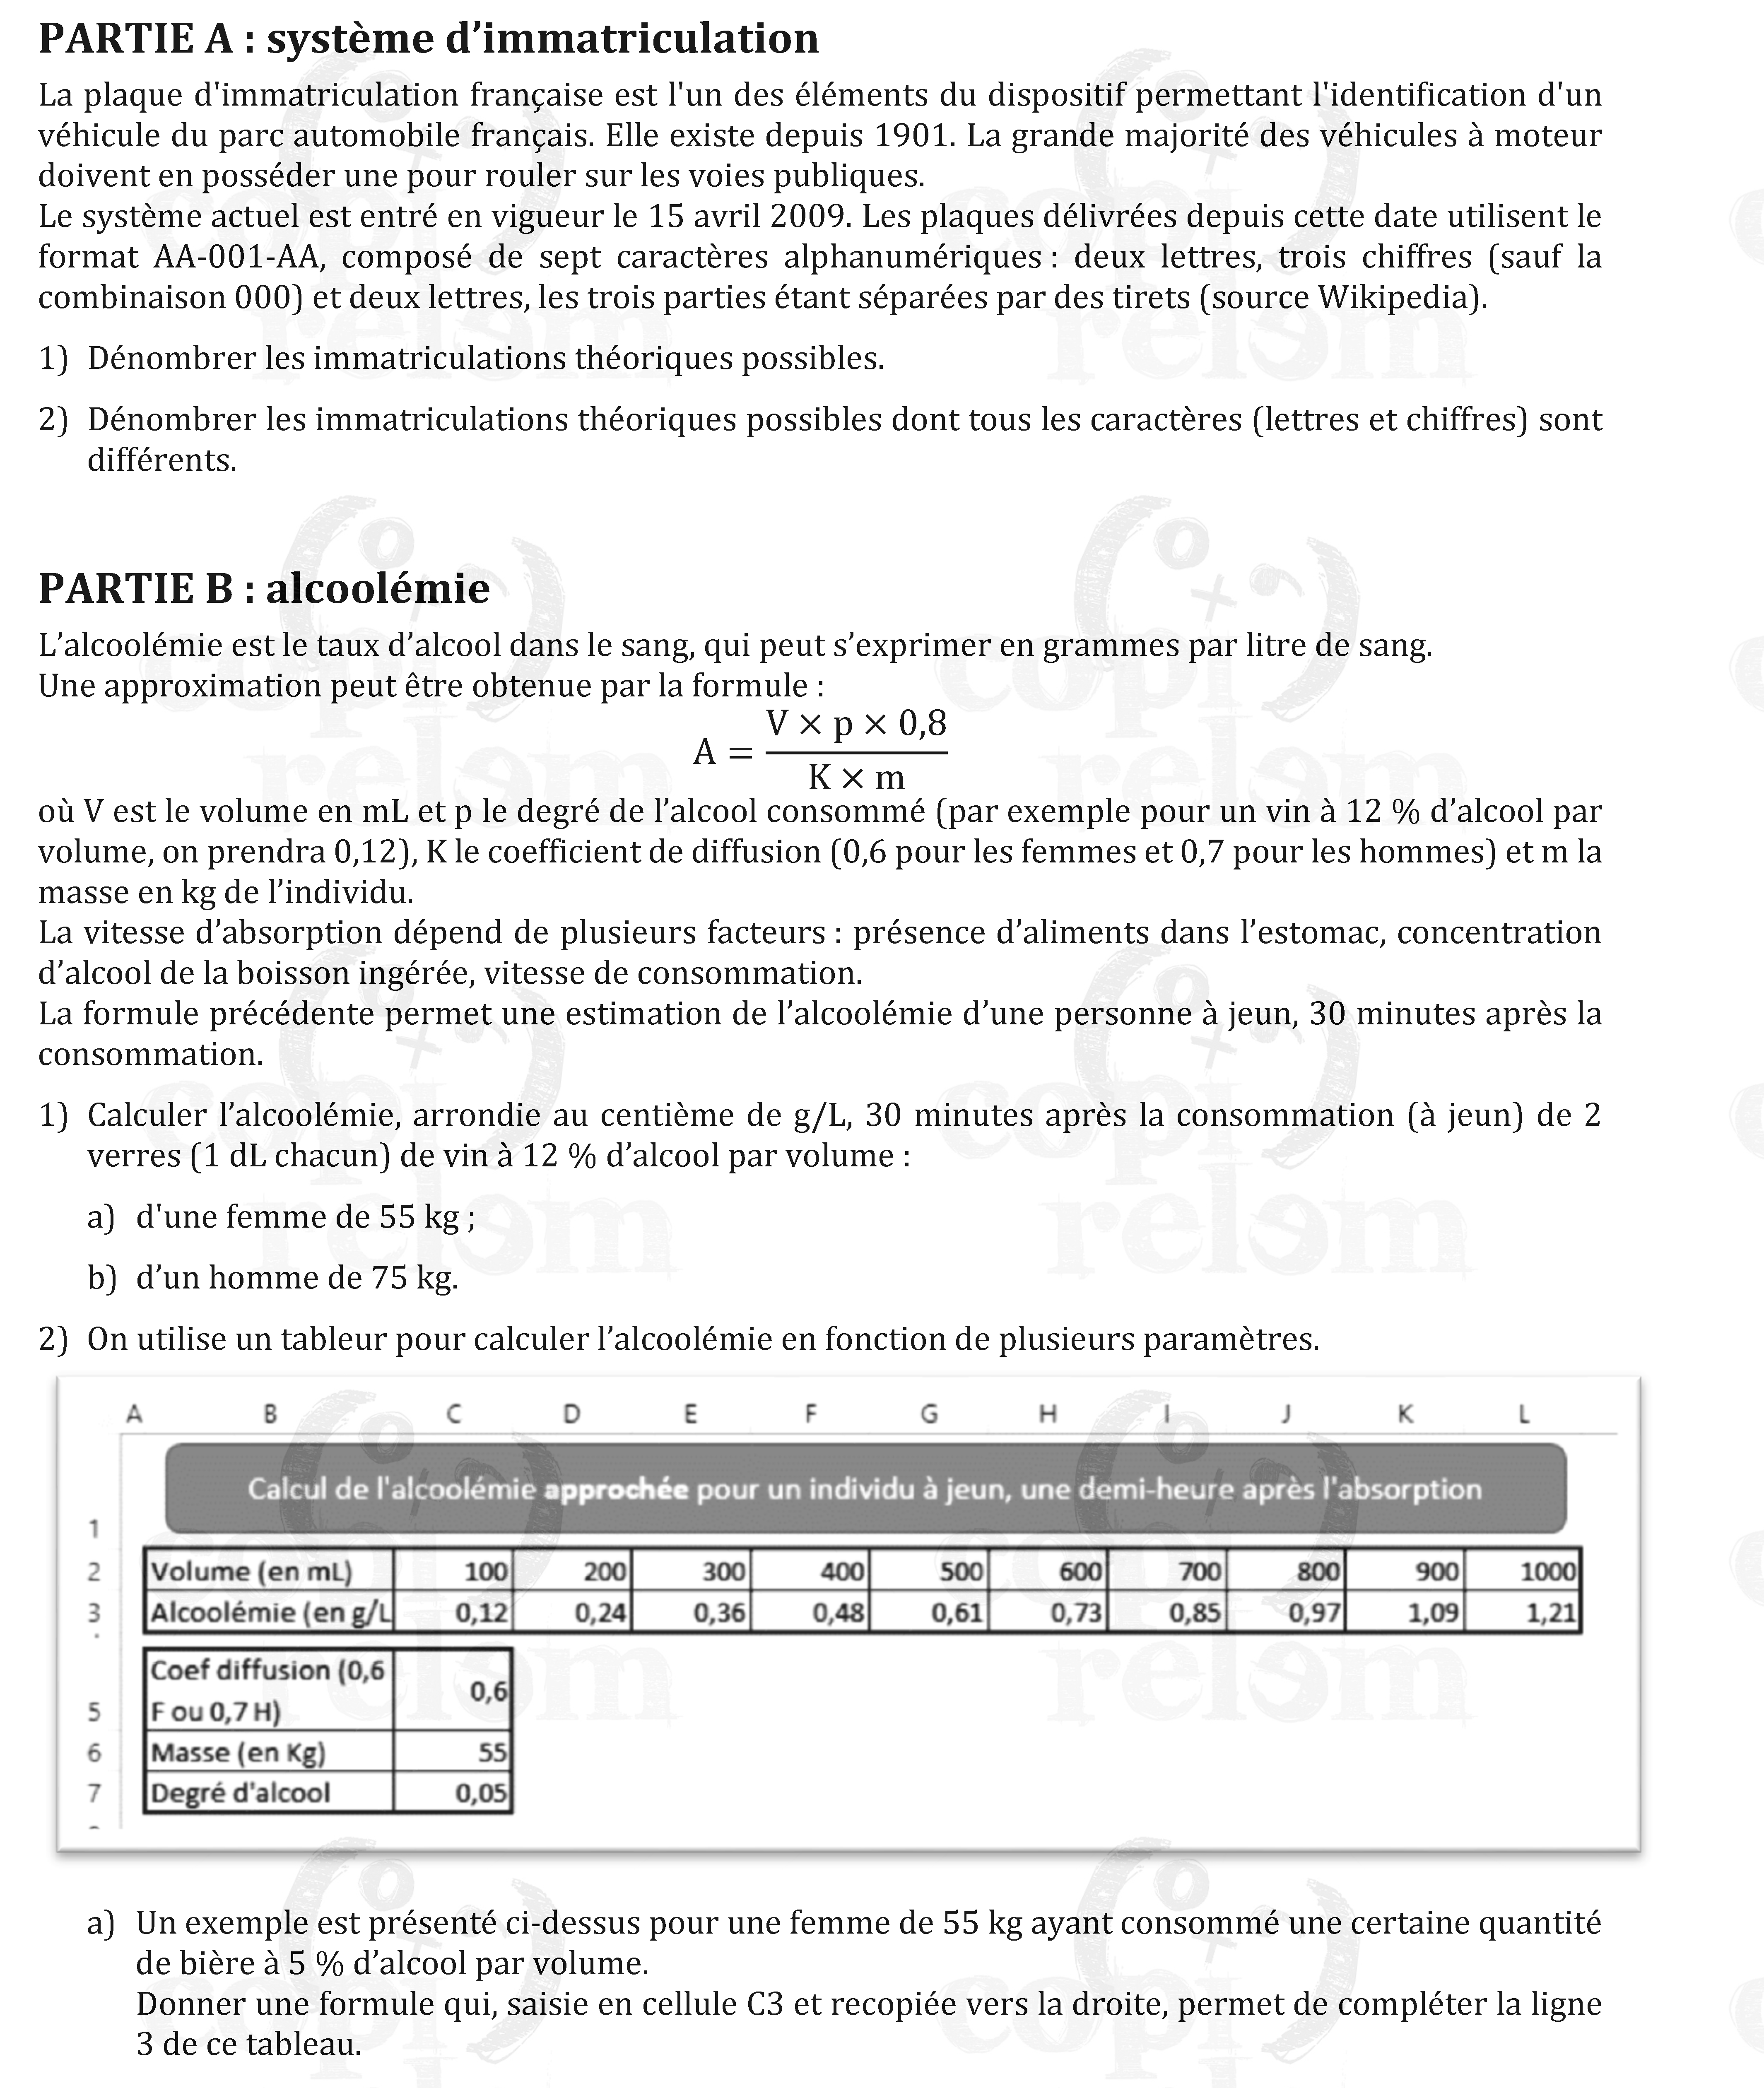 PARTIE A : système d’immatriculation
La plaque d'immatriculation française est l'un des éléments du dispositif permettant l'identification d'un
véhicule du parc automobile français. Elle existe depuis 1901. La grande majorité des véhicules à moteur
doivent en posséder une pour rouler sur les voies publiques.
Le système actuel est entré en vigueur le 15 avril 2009. Les plaques délivrées depuis cette date utilisent le
format AA-001-AA, composé de sept caractères alphanumériques : deux lettres, trois chiffres (sauf la
combinaison 000) et deux lettres, les trois parties étant séparées par des tirets (source Wikipedia).
1) Dénombrer les immatriculations théoriques possibles.
2) Dénombrer les immatriculations théoriques possibles dont tous les caractères (lettres et chiffres) sont
différents.
PARTIE B : alcoolémie
L’alcoolémie est le taux d’alcool dans le sang, qui peut s’exprimer en grammes par litre de sang.
Une approximation peut être obtenue par la formule :
A = (V × p × 0,8) / (K × m)
où V est le volume en mL et p le degré de l’alcool consommé (par exemple pour un vin à 12 % d’alcool par
volume, on prendra 0,12), K le coefficient de diffusion (0,6 pour les femmes et 0,7 pour les hommes) et m la
masse en kg de l’individu.
La vitesse d’absorption dépend de plusieurs facteurs : présence d’aliments dans l’estomac, concentration
d’alcool de la boisson ingérée, vitesse de consommation.
La formule précédente permet une estimation de l’alcoolémie d’une personne à jeun, 30 minutes après la
consommation.
1) Calculer l’alcoolémie, arrondie au centième de g/L, 30 minutes après la consommation (à jeun) de 2
verres (1 dL chacun) de vin à 12 % d’alcool par volume :
a) d'une femme de 55 kg ;
b) d’un homme de 75 kg.
2) On utilise un tableur pour calculer l’alcoolémie en fonction de plusieurs paramètres.
A B C D E F G H I J K L
Calcul de l'alcoolémie approchée pour un individu à jeun, une demi-heure après l'absorption
1
2 Volume (en mL) 100 200 300 400 500 600 700 800 900 1000
3 Alcoolémie (en g/L 0,12 0,24 0,36 0,48 0,61 0,73 0,85 0,97 1,09 1,21
Coef diffusion (0,6
5 F ou 0,7 H) 0,6
6 Masse (en Kg) 55
7 Degré d'alcool 0,05
a) Un exemple est présenté ci-dessus pour une femme de 55 kg ayant consommé une certaine quantité
de bière à 5 % d’alcool par volume.
Donner une formule qui, saisie en cellule C3 et recopiée vers la droite, permet de compléter la ligne
3 de ce tableau.